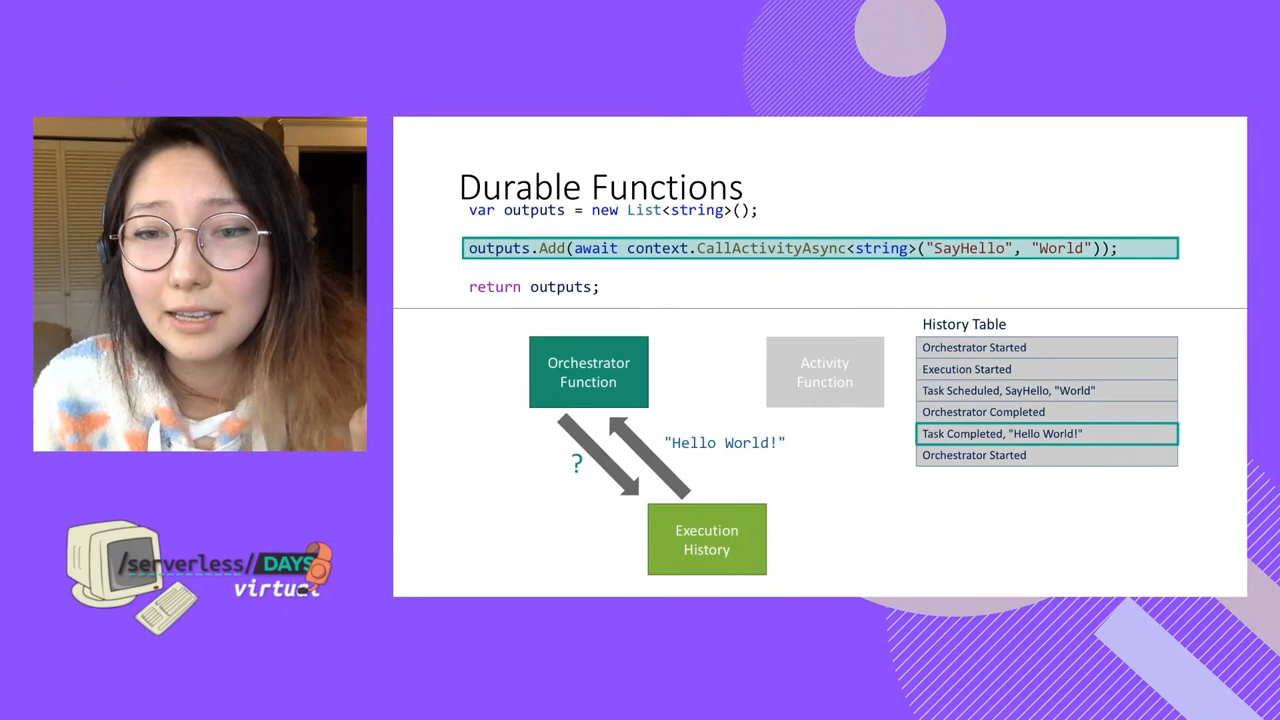 Durable Functions
var outputs = new List<string>();
outputs.Add(await context.CallActivityAsync<string>("SayHello", "World"));
return outputs;
History Table
Orchestrator Started
Execution Started
Task Scheduled, SayHello, "World"
Orchestrator Completed
Task Completed, "Hello World!"
Orchestrator Started
Orchestrator
Function
Activity
Function
"Hello World!"
?
Execution
History
/serverless/DAYS
virtual